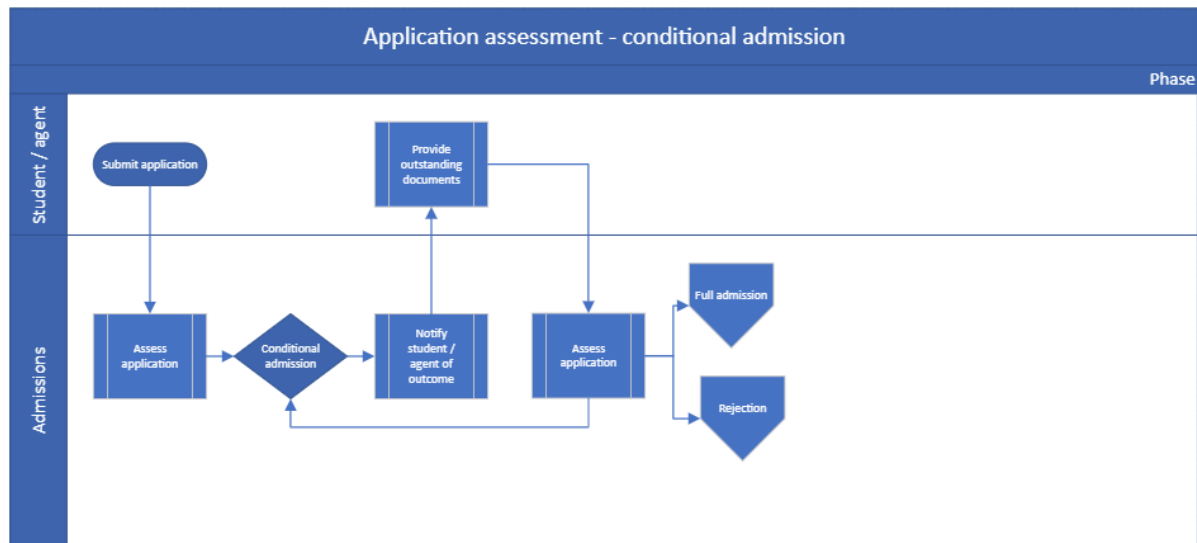 Application assessment - conditional admission
Phase
Student / agent
Submit application
Provide
outstanding
documents
Admissions
Assess
application
Conditional
admission
Notify
student /
agent of
outcome
Assess
application
Full admission
Rejection